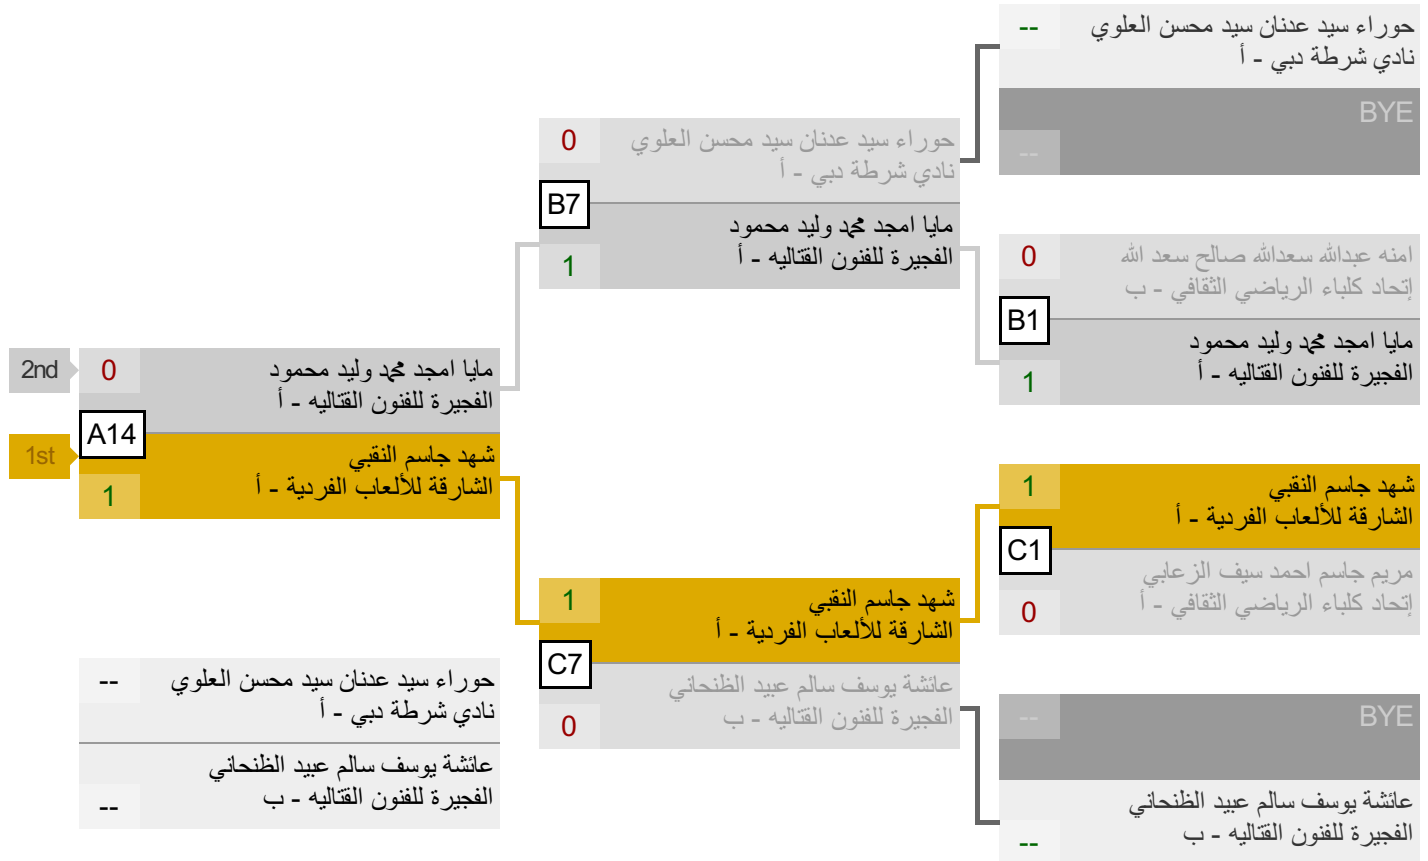 حوراء سيد عدنان سيد محسن العلوي
نادي شرطة دبي - أ
--
BYE
--
0
حوراء سيد عدنان سيد محسن العلوي
نادي شرطة دبي - أ
B7
مايا امجد محمد وليد محمود
الفجيرة للفنون القتاليه - أ
1
0
امنه عبدالله سعدالله صالح سعد الله
إتحاد كلباء الرياضي الثقافي - ب
B1
مايا امجد محمد وليد محمود
الفجيرة للفنون القتاليه - أ
1
2nd
0
مايا امجد محمد وليد محمود
الفجيرة للفنون القتاليه - أ
A14
1st
شهد جاسم النقبي
الشارقة للألعاب الفردية - أ
1
1
شهد جاسم النقبي
الشارقة للألعاب الفردية - أ
C1
مريم جاسم احمد سيف الزعابي
إتحاد كلباء الرياضي الثقافي - أ
0
1
شهد جاسم النقبي
الشارقة للألعاب الفردية - أ
C7
عائشة يوسف سالم عبيد الظنحاني
الفجيرة للفنون القتاليه - ب
0
--
حوراء سيد عدنان سيد محسن العلوي
نادي شرطة دبي - أ
عائشة يوسف سالم عبيد الظنحاني
الفجيرة للفنون القتاليه - ب
--
--
BYE
عائشة يوسف سالم عبيد الظنحاني
الفجيرة للفنون القتاليه - ب
--